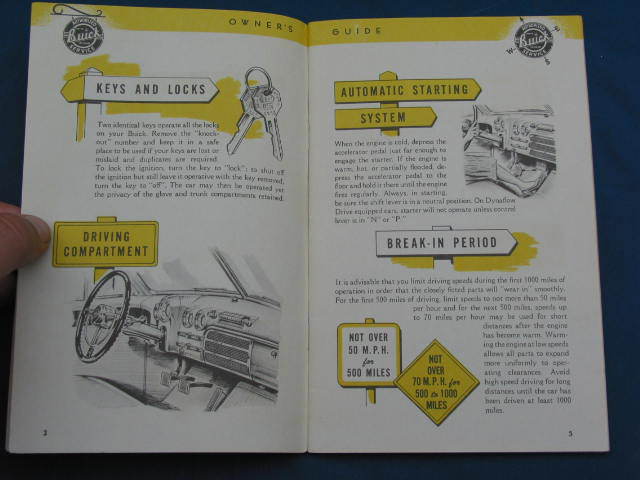 OWNER'S GUIDE
Buick
SERVICE
KEYS AND LOCKS
Two identical keys operate all the locks
on your Buick. Remove the "knock-
out" number and keep it in a safe
place to be used if your keys are lost or
mislaid and duplicates are required.
To lock the ignition, turn the key to "lock"; to shut off
the ignition but still leave it operative with the key removed,
turn the key to "off". The car may then be operated yet
the privacy of the glove and trunk compartments retained.
DRIVING
COMPARTMENT
3
Buick
SERVICE
AUTOMATIC STARTING
SYSTEM
When the engine is cold, depress the
accelerator pedal just far enough to
engage the starter. If the engine is
warm, hot, or partially flooded, de-
press the accelerator pedal to the
floor and hold it there until the engine
fires regularly. Always, in starting,
be sure the shift lever is in a neutral position. On Dynaflow
Drive equipped cars, starter will not operate unless control
lever is in "N" or "P."
BREAK-IN PERIOD
It is advisable that you limit driving speeds during the first 1000 miles of
operation in order that the closely fitted parts will "wear in" smoothly.
For the first 500 miles of driving, limit speeds to not more than 50 miles
per hour and for the next 500 miles, speeds up
to 70 miles per hour may be used for short
distances after the engine
has become warm. Warm-
ing the engine at low speeds
allows all parts to expand
more uniformly to oper-
ating clearances. Avoid
high speed driving for long
distances until the car has
been driven at least 1000
miles.
NOT OVER
50 M.P.H.
for
500 MILES
NOT
OVER
70 M.P.H. for
500 to 1000
MILES
5